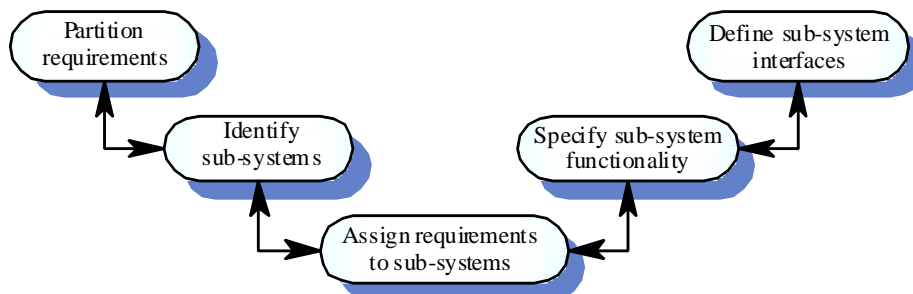 Partition
requirements
Identify
sub-systems
Assign requirements
to sub-systems
Specify sub-system
functionality
Define sub-system
interfaces